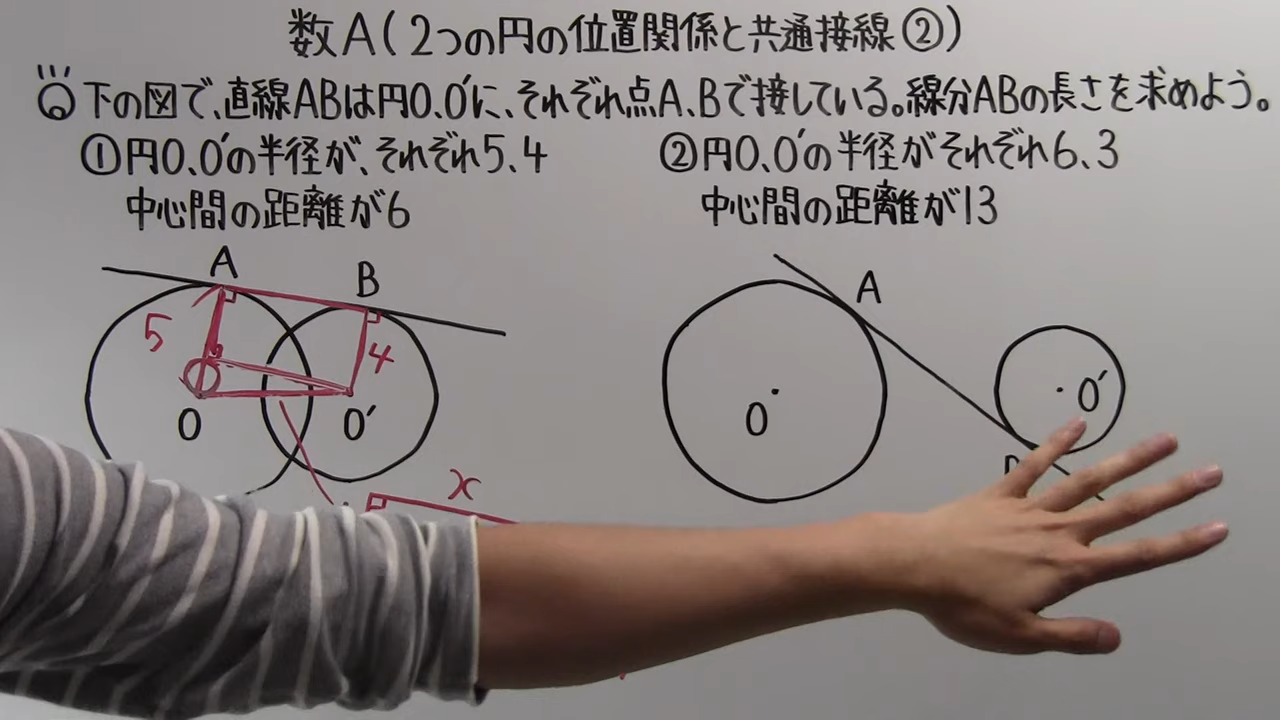 数A(2つの円の位置関係と共通接線②)
下の図で、直線ABは円O、O'に、それぞれ点A、Bで接している。線分ABの長さを求めよう。
①円O、O'の半径が、それぞれ5、4
中心間の距離が6
②円O、O'の半径がそれぞれ6、3
中心間の距離が13
A
B
5
4
O
O'
x
A
O
O'